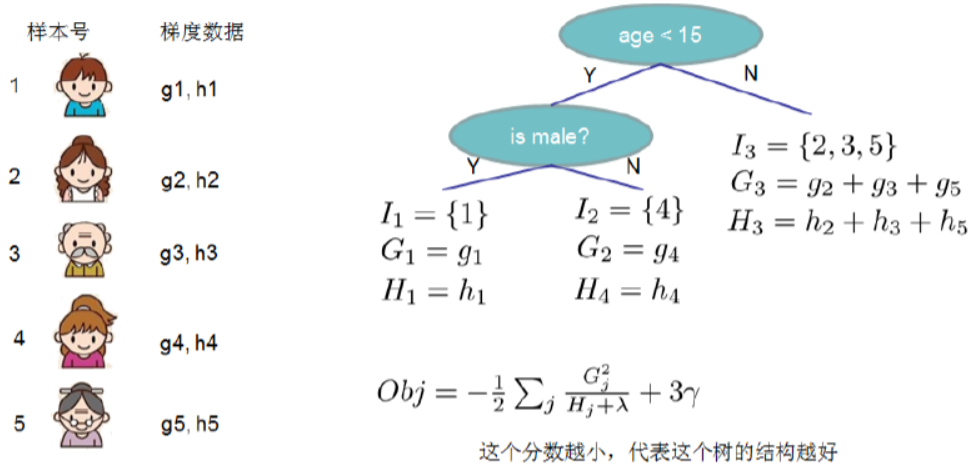 样本号 梯度数据
1 g1, h1
2 g2, h2
3 g3, h3
4 g4, h4
5 g5, h5
age < 15
Y N
is male?
Y N
I_1 = {1}
G_1 = g_1
H_1 = h_1
I_2 = {4}
G_2 = g_4
H_4 = h_4
I_3 = {2, 3, 5}
G_3 = g_2 + g_3 + g_5
H_3 = h_2 + h_3 + h_5
Obj = -\frac{1}{2} \sum_j \frac{G_j^2}{H_j+λ} + 3γ
这个分数越小，代表这个树的结构越好